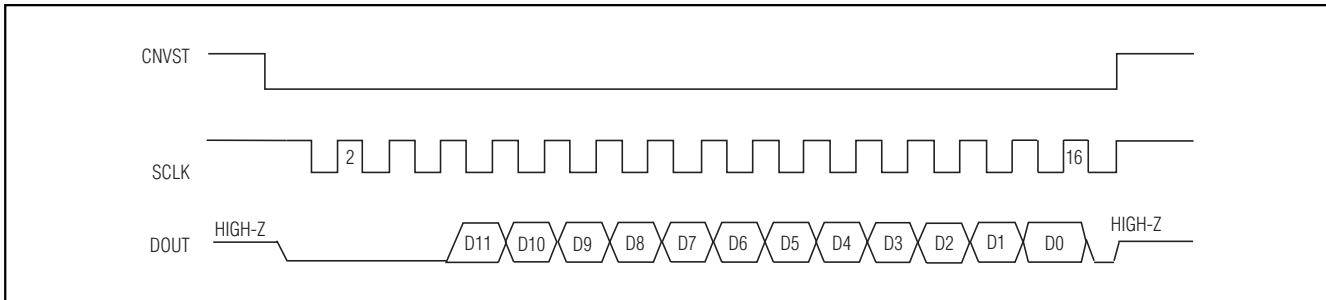 CNVST
SCLK
2
16
DOUT
HIGH-Z
D11
D10
D9
D8
D7
D6
D5
D4
D3
D2
D1
D0
HIGH-Z